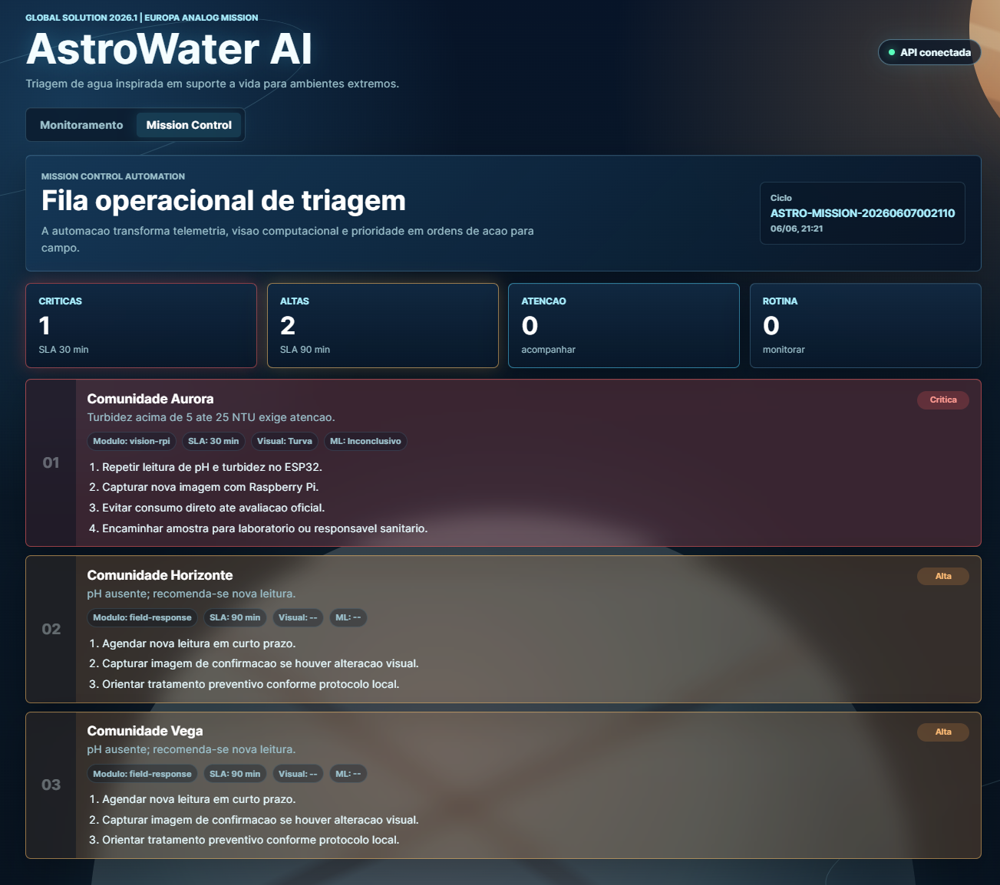 GLOBAL SOLUTION 2026.1 | EUROPA ANALOG MISSION
AstroWater AI
API conectada
Triagem de agua inspirada em suporte a vida para ambientes extremos.
Monitoramento
Mission Control
MISSION CONTROL AUTOMATION
Fila operacional de triagem
A automacao transforma telemetria, visao computacional e prioridade em ordens de acao para
campo.
Ciclo
ASTRO-MISSION-20260607002110
06/06, 21:21
CRITICAS
1
SLA 30 min
ALTAS
2
SLA 90 min
ATENCAO
0
acompanhar
ROTINA
0
monitorar
01
Comunidade Aurora
Critica
Turbidez acima de 5 ate 25 NTU exige atencao.
Modulo: vision-rpi
SLA: 30 min
Visual: Turva
ML: Inconclusivo
1. Repetir leitura de pH e turbidez no ESP32.
2. Capturar nova imagem com Raspberry Pi.
3. Evitar consumo direto ate avaliacao oficial.
4. Encaminhar amostra para laboratorio ou responsavel sanitario.
02
Comunidade Horizonte
Alta
pH ausente; recomenda-se nova leitura.
Modulo: field-response
SLA: 90 min
Visual: --
ML: --
1. Agendar nova leitura em curto prazo.
2. Capturar imagem de confirmacao se houver alteracao visual.
3. Orientar tratamento preventivo conforme protocolo local.
03
Comunidade Vega
Alta
pH ausente; recomenda-se nova leitura.
Modulo: field-response
SLA: 90 min
Visual: --
ML: --
1. Agendar nova leitura em curto prazo.
2. Capturar imagem de confirmacao se houver alteracao visual.
3. Orientar tratamento preventivo conforme protocolo local.